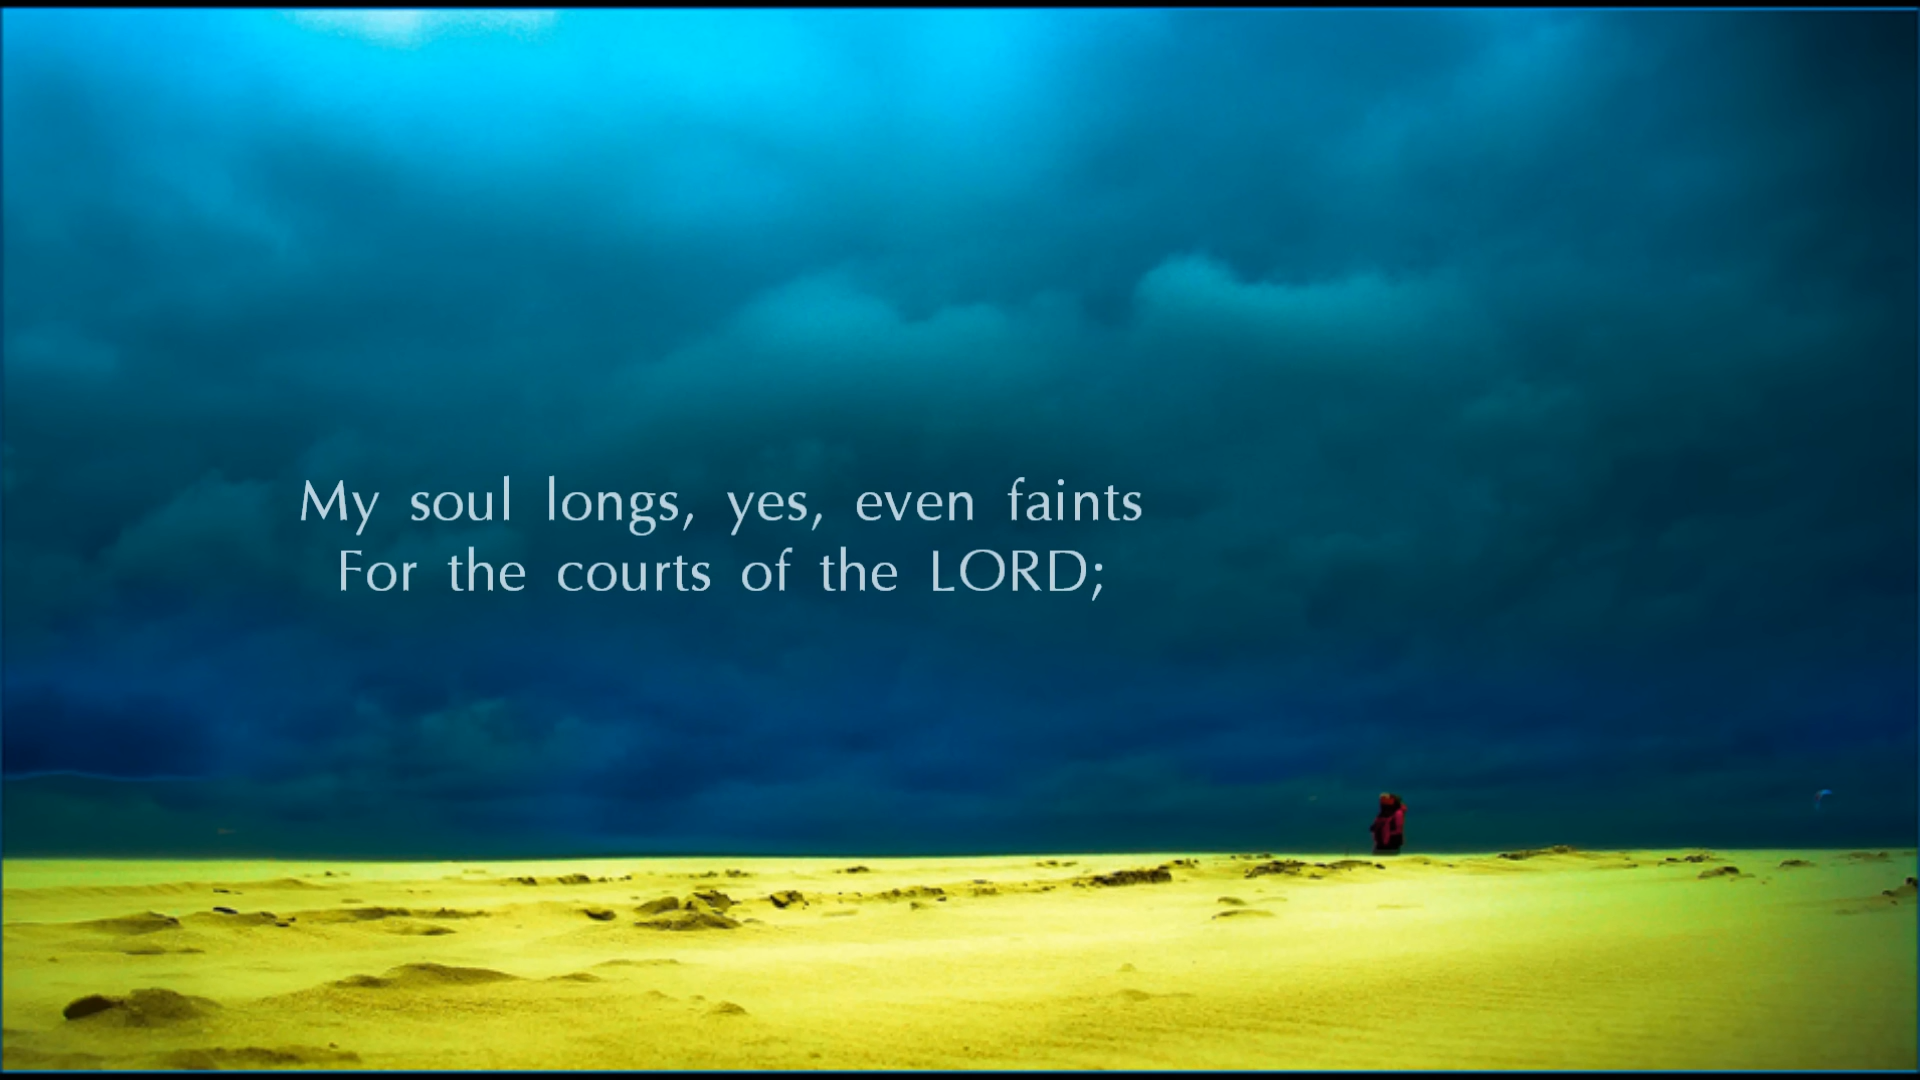 My soul longs, yes, even faints
For the courts of the LORD;